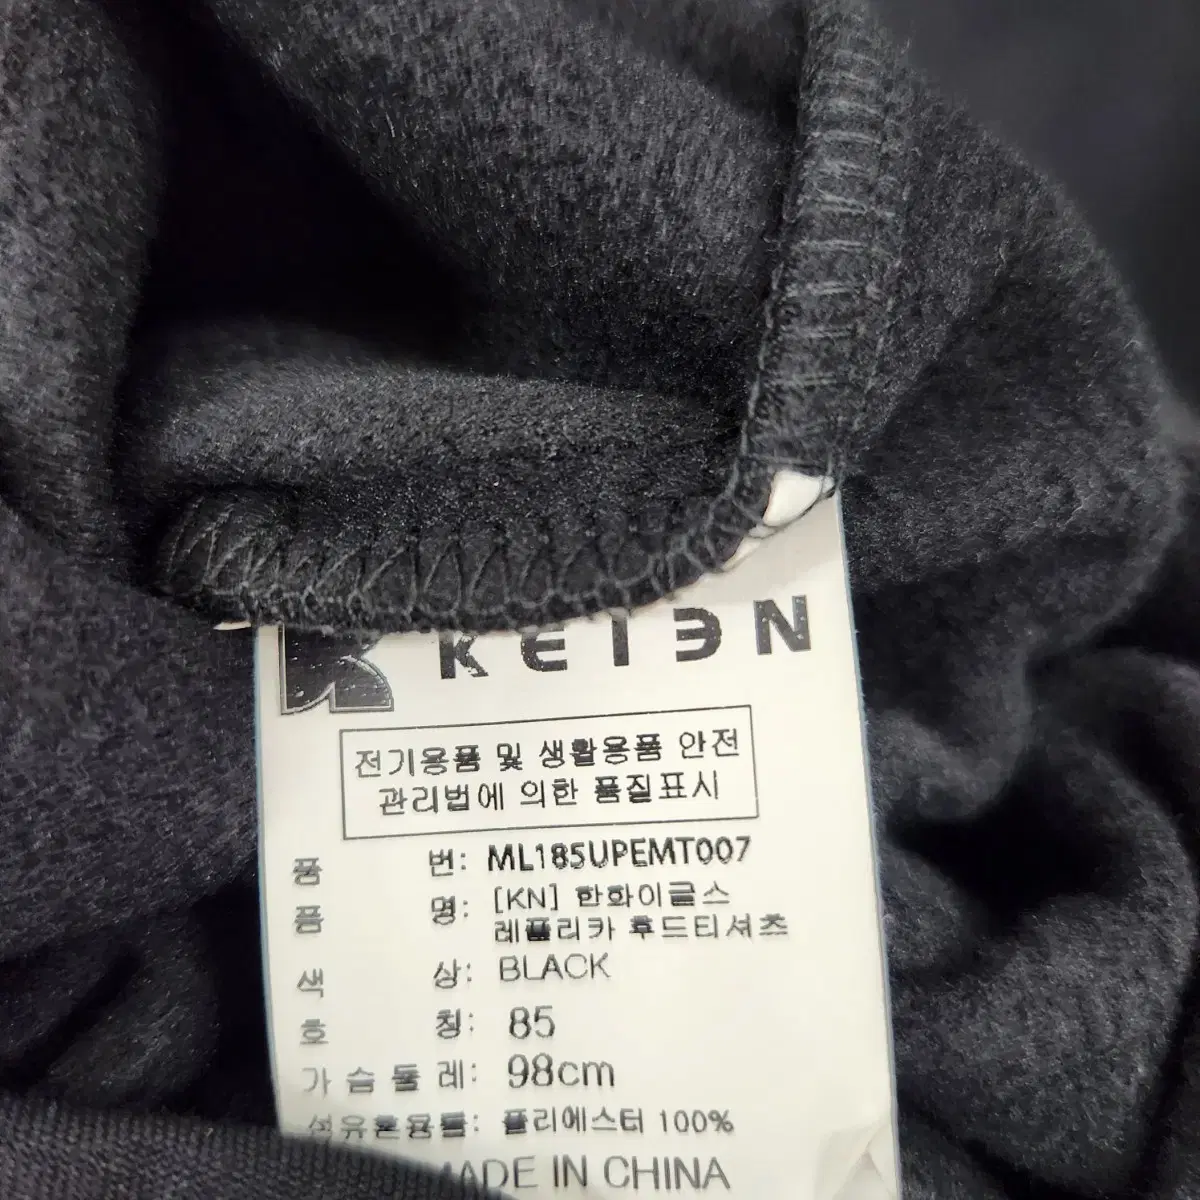 KEI3N
전기용품 및 생활용품 안전
관리법에 의한 품질표시
품 번: ML185UPEMT007
품 명: [KN] 한화이글스
레플리카 후드티셔츠
색 상: BLACK
호 칭: 85
가 슴 둘 레: 98cm
섬유혼용률: 폴리에스터 100%
MADE IN CHINA